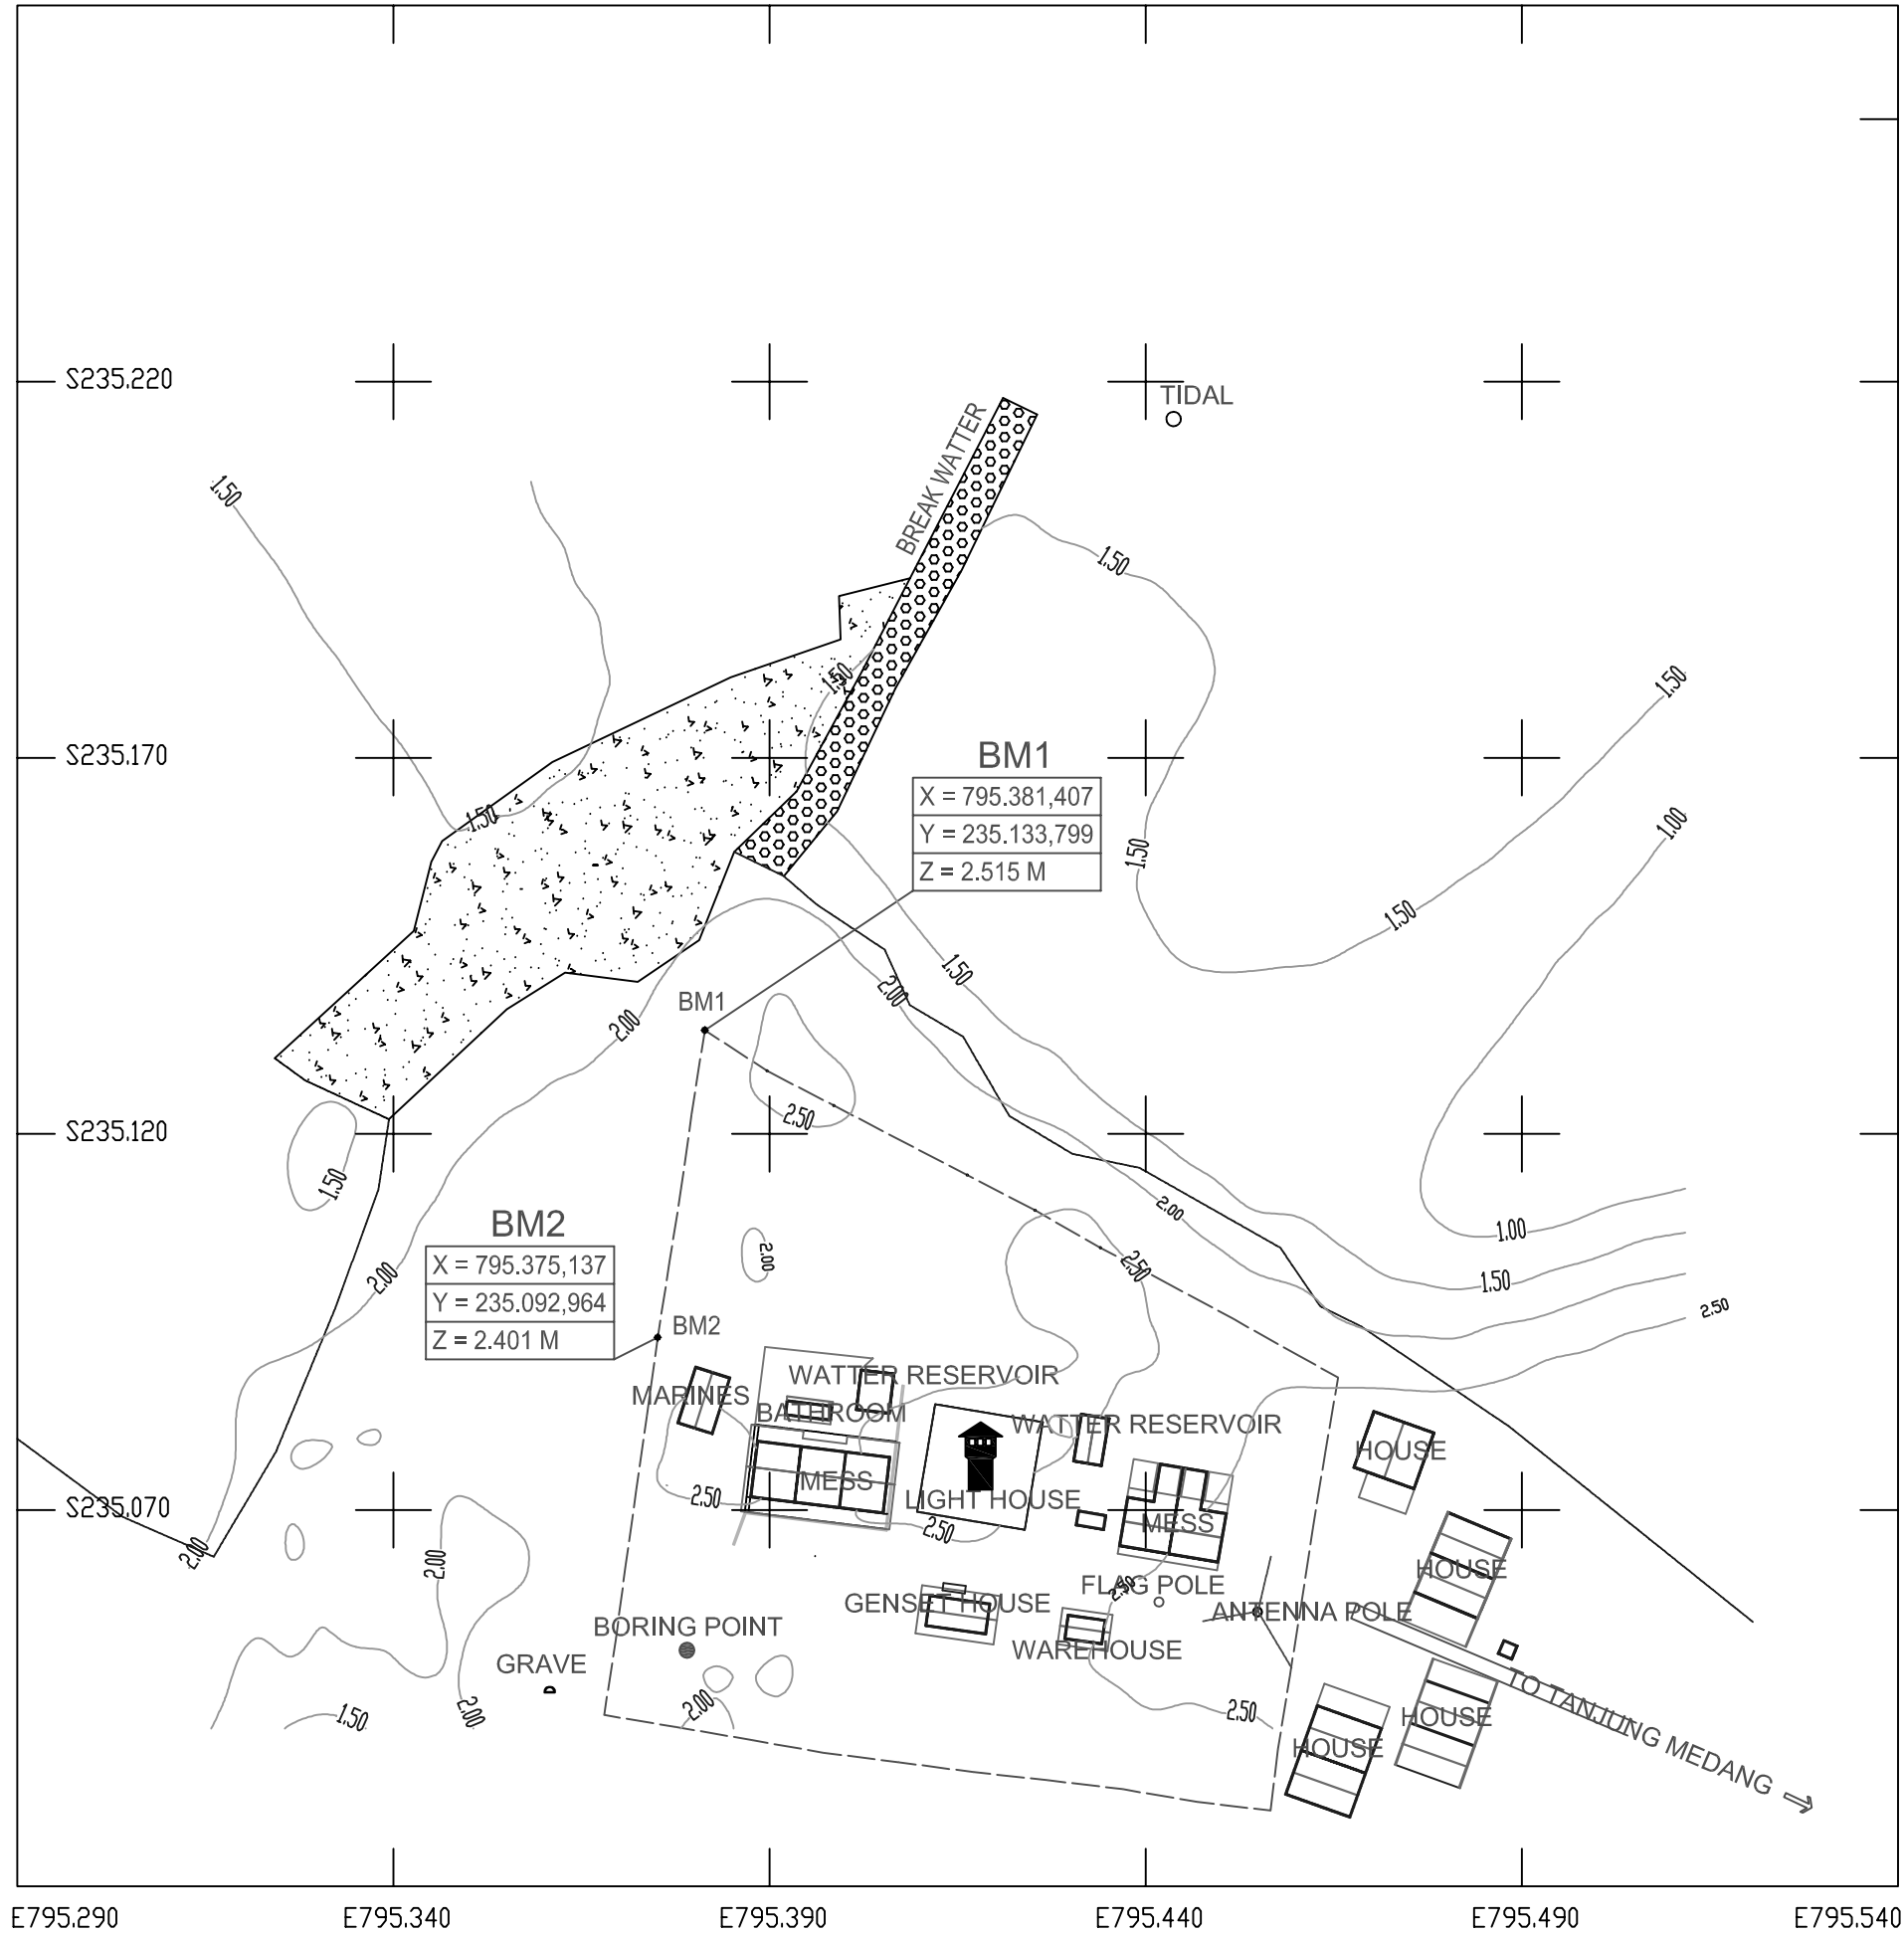 S235.220
TIDAL
BREAK WATTER
1.50
1.50
1.50
1.50
S235.170
BM1
X = 795.381,407
Y = 235.133,799
Z = 2.515 M
1.50
1.00
1.50
1.50
1.50
2.00
BM1
2.00
2.50
S235.120
1.50
2.00
BM2
X = 795.375,137
Y = 235.092,964
Z = 2.401 M
2.00
2.00
2.50
1.00
1.50
2.50
BM2
WATTER RESERVOIR
MARINES
BATHROOM
WATTER RESERVOIR
HOUSE
MESS
2.50
LIGHT HOUSE
S235.070
2.50
MESS
2.00
2.00
HOUSE
FLAG POLE
2.50
GENSET HOUSE
ANTENNA POLE
BORING POINT
WAREHOUSE
GRAVE
TO TANJUNG MEDANG
2.00
2.00
1.50
2.50
HOUSE
HOUSE
E795.290
E795.340
E795.390
E795.440
E795.490
E795.540